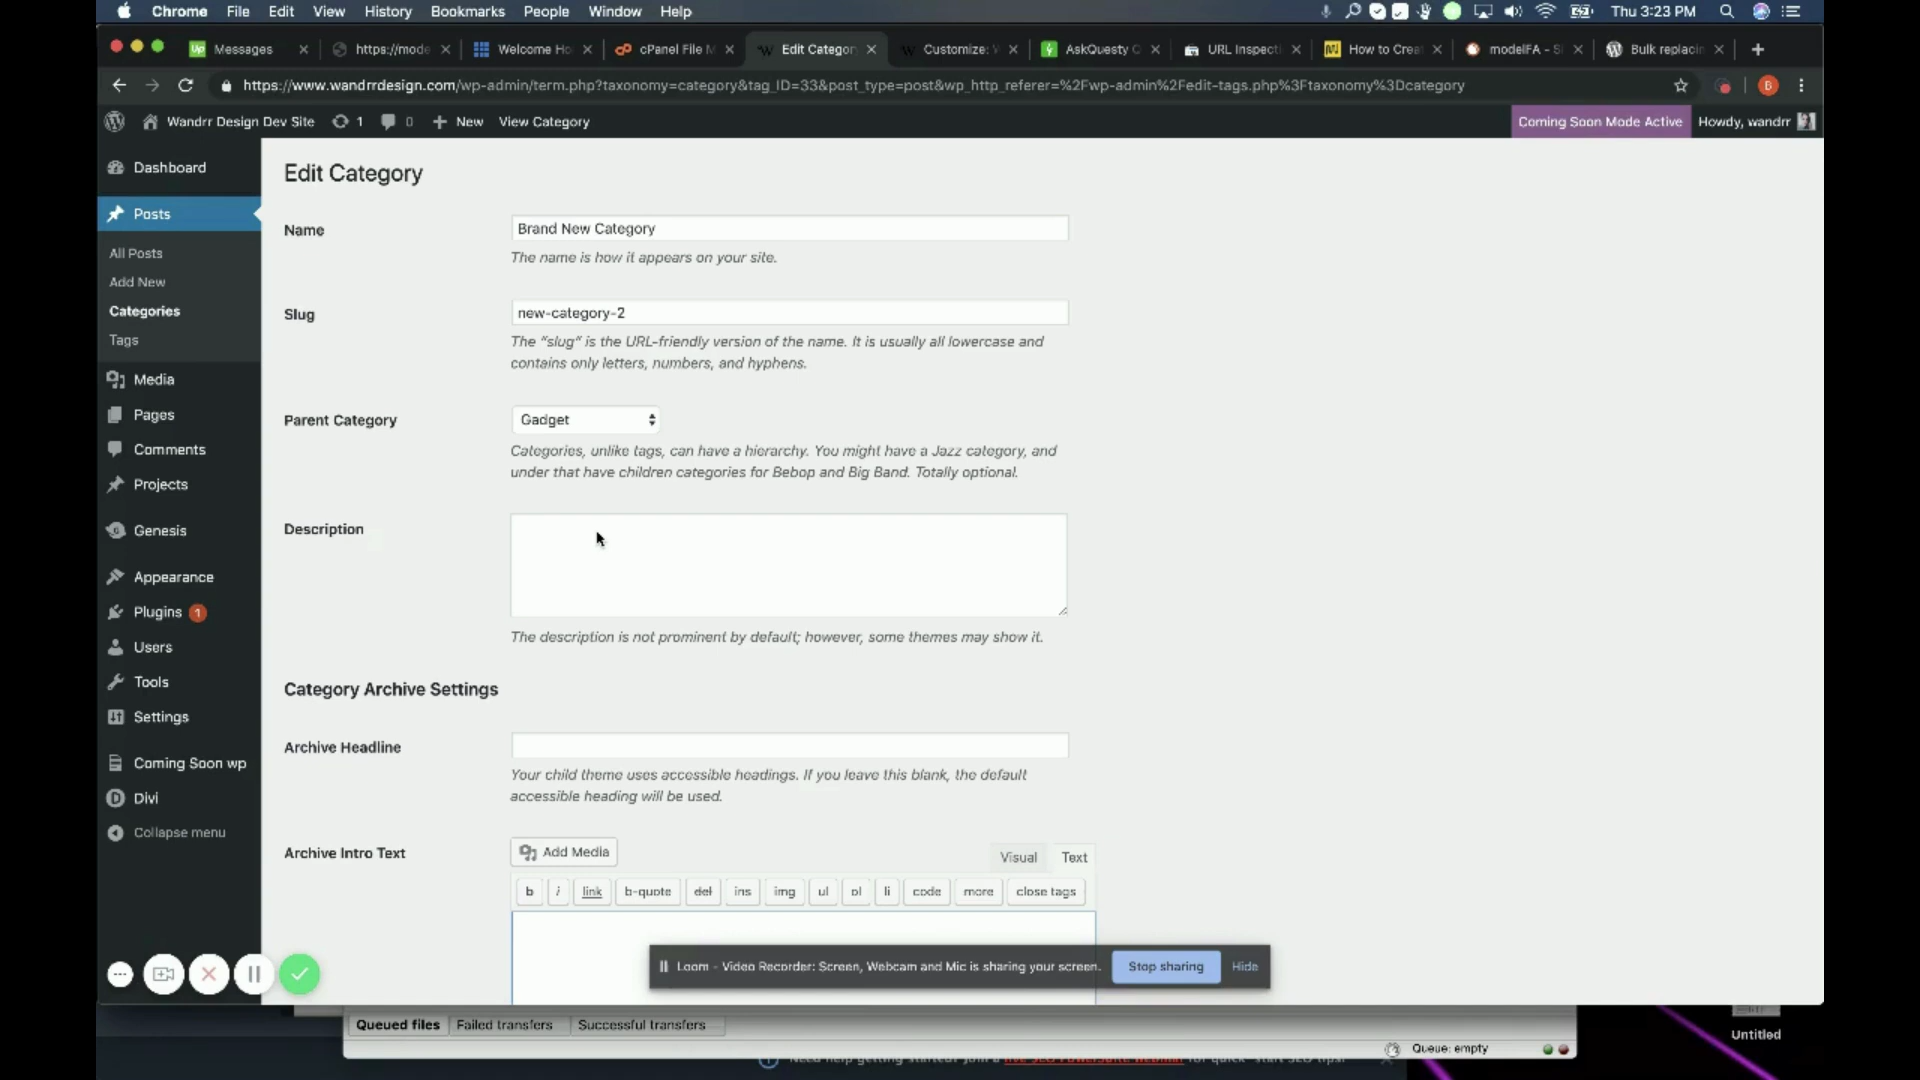 Chrome File Edit View History Bookmarks People Window Help Thu 3:23 PM
Messages https://mode Welcome Ho cPanel File M Edit Categor Customize: AskQuesty C URL Inspecti How to Creat modelFA - S Bulk replacin
https://www.wandrrdesign.com/wp-admin/term.php?taxonomy=category&tag_ID=33&post_type=post&wp_http_referer=%2Fwp-admin%2Fedit-tags.php%3Ftaxonomy%3Dcategory B
Wandrr Design Dev Site 1 0 New View Category Coming Soon Mode Active Howdy, wandrr
Dashboard
Posts
All Posts
Add New
Categories
Tags
Media
Pages
Comments
Projects
Genesis
Appearance
Plugins 1
Users
Tools
Settings
Coming Soon wp
Divi
Collapse menu
Edit Category
Name
Brand New Category
The name is how it appears on your site.
Slug
new-category-2
The “slug” is the URL-friendly version of the name. It is usually all lowercase and
contains only letters, numbers, and hyphens.
Parent Category
Gadget
Categories, unlike tags, can have a hierarchy. You might have a Jazz category, and
under that have children categories for Bebop and Big Band. Totally optional.
Description
The description is not prominent by default; however, some themes may show it.
Category Archive Settings
Archive Headline
Your child theme uses accessible headings. If you leave this blank, the default
accessible heading will be used.
Archive Intro Text
Add Media Visual Text
b i link b-quote del ins img ul ol li code more close tags
Loom - Video Recorder: Screen, Webcam and Mic is sharing your screen. Stop sharing Hide
Queued files Failed transfers Successful transfers
Untitled
Queue: empty